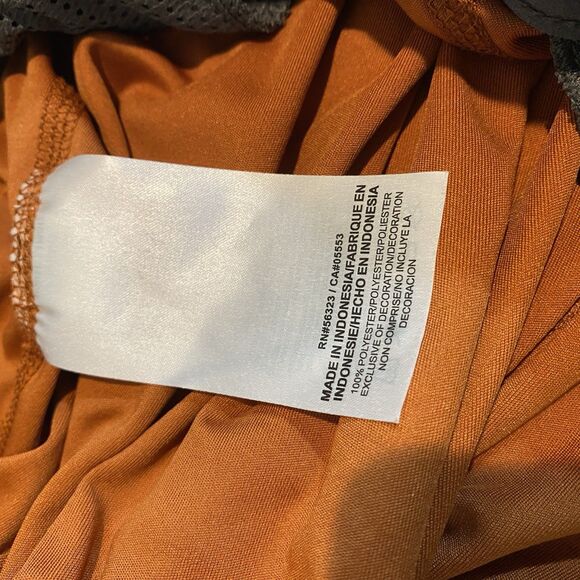 RN#56323 / CA#05553
MADE IN INDONESIA/FABRIQUE EN
INDONESIE/HECHO EN INDONESIA
100% POLYESTER/POLYESTER/POLIESTER
EXCLUSIVE OF DECORATION/DECORATION
NON COMPRISE/NO INCLUYE LA
DECORACION